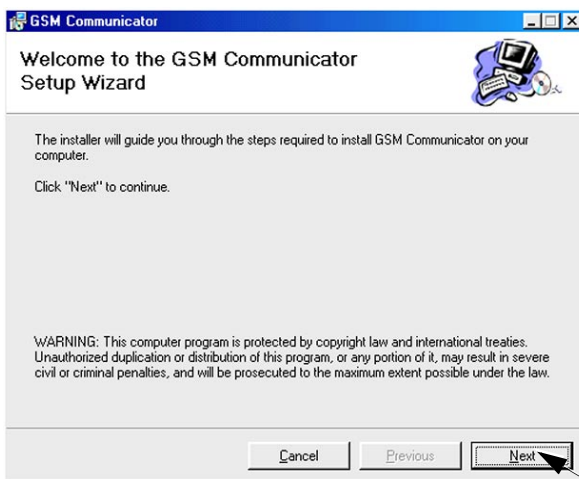 GSM Communicator
Welcome to the GSM Communicator
Setup Wizard
The installer will guide you through the steps required to install GSM Communicator on your
computer.
Click "Next" to continue.
WARNING: This computer program is protected by copyright law and international treaties.
Unauthorized duplication or distribution of this program, or any portion of it, may result in severe
civil or criminal penalties, and will be prosecuted to the maximum extent possible under the law.
Cancel Previous Next